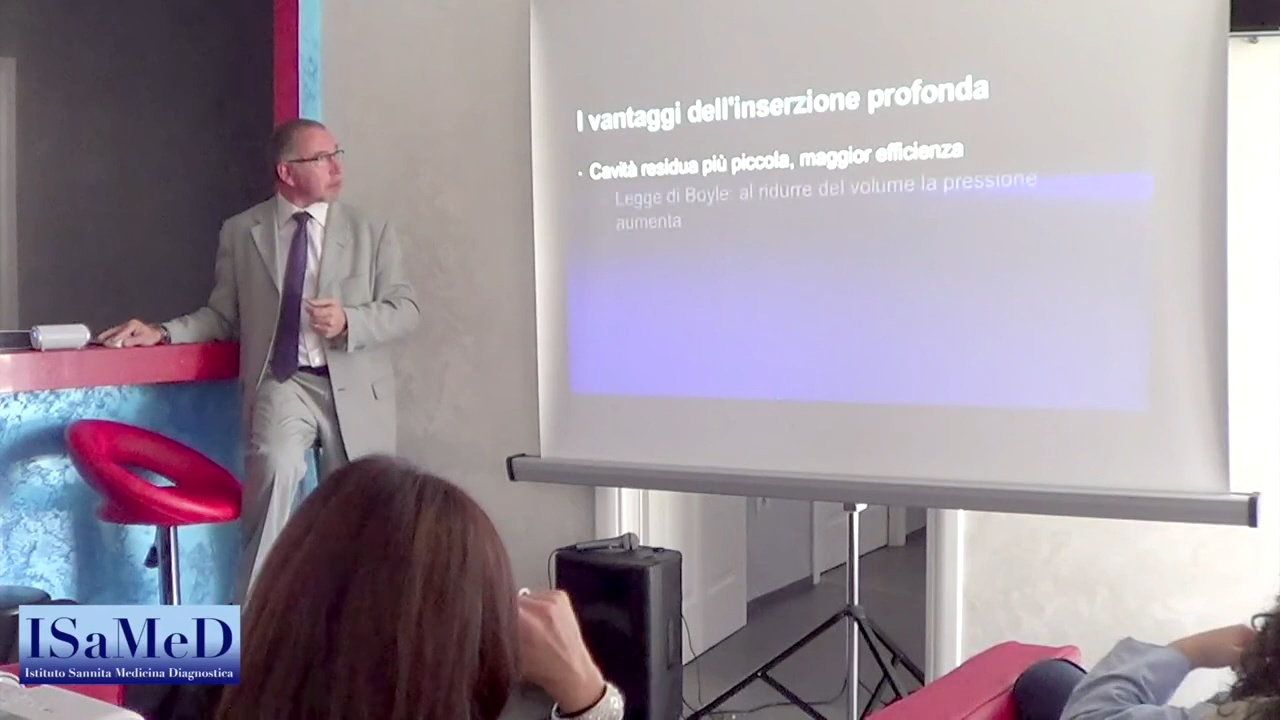 I vantaggi dell'inserzione profonda
· Cavità residua più piccola, maggior efficienza
Legge di Boyle: al ridurre del volume la pressione
aumenta
ISaMeD
Istituto Sannita Medicina Diagnostica